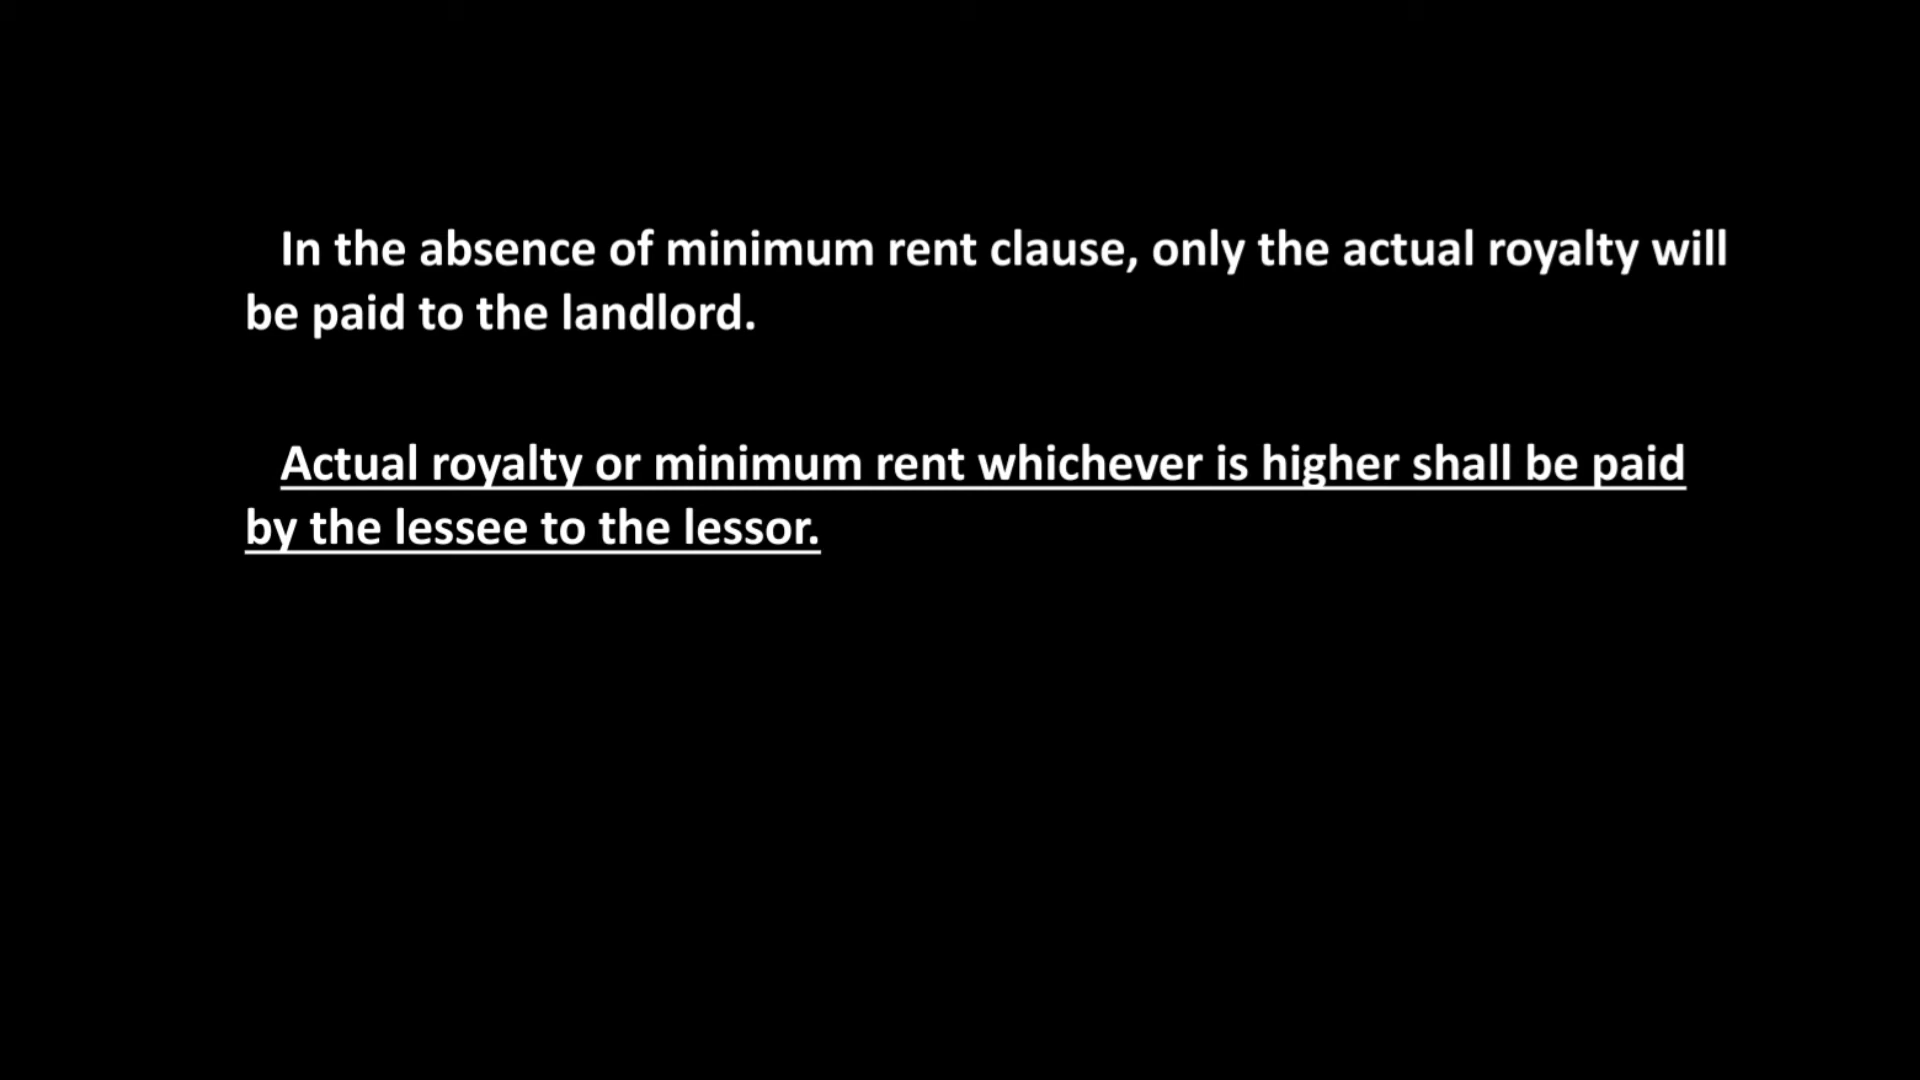 In the absence of minimum rent clause, only the actual royalty will
be paid to the landlord.
Actual royalty or minimum rent whichever is higher shall be paid
by the lessee to the lessor.